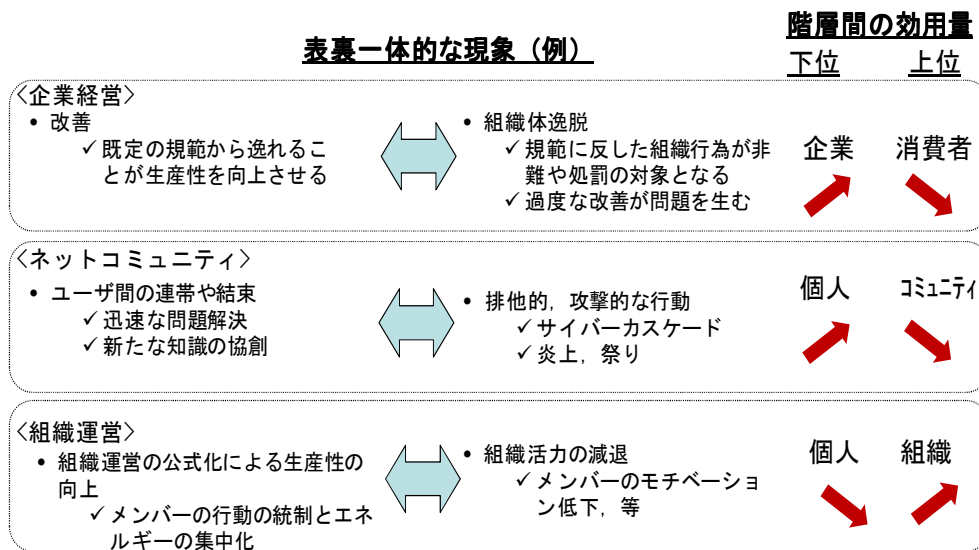 階層間の効用量
表裏一体的な現象（例）
下位
上位
〈企業経営〉
• 改善
✓既定の規範から逸れるこ
とが生産性を向上させる
• 組織体逸脱
✓規範に反した組織行為が非
難や処罰の対象となる
✓過度な改善が問題を生む
企業
消費者
〈ネットコミュニティ〉
• ユーザ間の連帯や結束
✓迅速な問題解決
✓新たな知識の協創
• 排他的，攻撃的な行動
✓サイバーカスケード
✓炎上，祭り
個人
ｺﾐｭﾆﾃｨ
〈組織運営〉
• 組織運営の公式化による生産性の
向上
✓メンバーの行動の統制とエネ
ルギーの集中化
• 組織活力の減退
✓メンバーのモチベーショ
ン低下，等
個人
組織